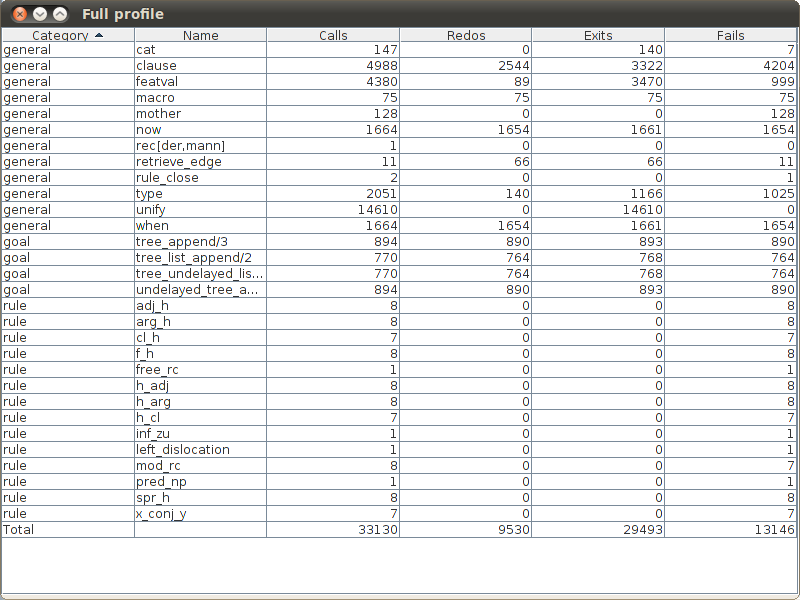 Full profile
Category Name Calls Redos Exits Fails
general cat 147 0 140 7
general clause 4988 2544 3322 4204
general featval 4380 89 3470 999
general macro 75 75 75 75
general mother 128 0 0 128
general now 1664 1654 1661 1654
general rec[der,mann] 1 0 0 0
general retrieve_edge 11 66 66 11
general rule_close 2 0 0 1
general type 2051 140 1166 1025
general unify 14610 0 14610 0
general when 1664 1654 1661 1654
goal tree_append/3 894 890 893 890
goal tree_list_append/2 770 764 768 764
goal tree_undelayed_lis... 770 764 768 764
goal undelayed_tree_a... 894 890 893 890
rule adj_h 8 0 0 8
rule arg_h 8 0 0 8
rule cl_h 7 0 0 7
rule f_h 8 0 0 8
rule free_rc 1 0 0 1
rule h_adj 8 0 0 8
rule h_arg 8 0 0 8
rule h_cl 7 0 0 7
rule inf_zu 1 0 0 1
rule left_dislocation 1 0 0 1
rule mod_rc 8 0 0 7
rule pred_np 1 0 0 1
rule spr_h 8 0 0 8
rule x_conj_y 7 0 0 7
Total 33130 9530 29493 13146